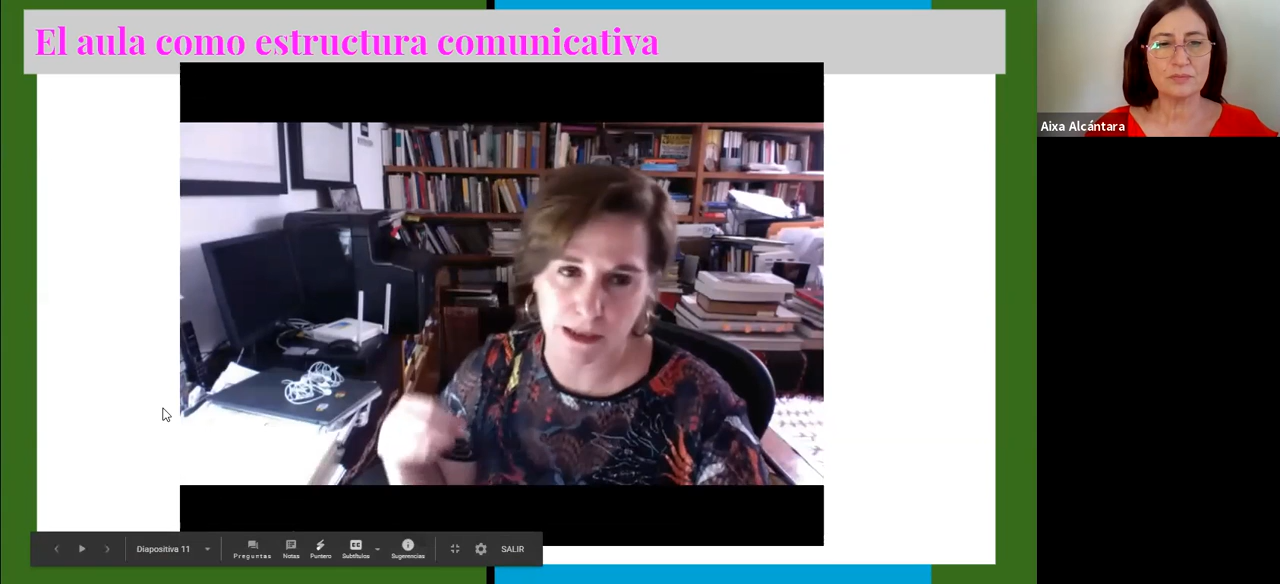 El aula como estructura comunicativa
Aixa Alcántara
Diapositiva 11
Preguntas
Notas
Puntero
Subtítulos
Sugerencias
SALIR